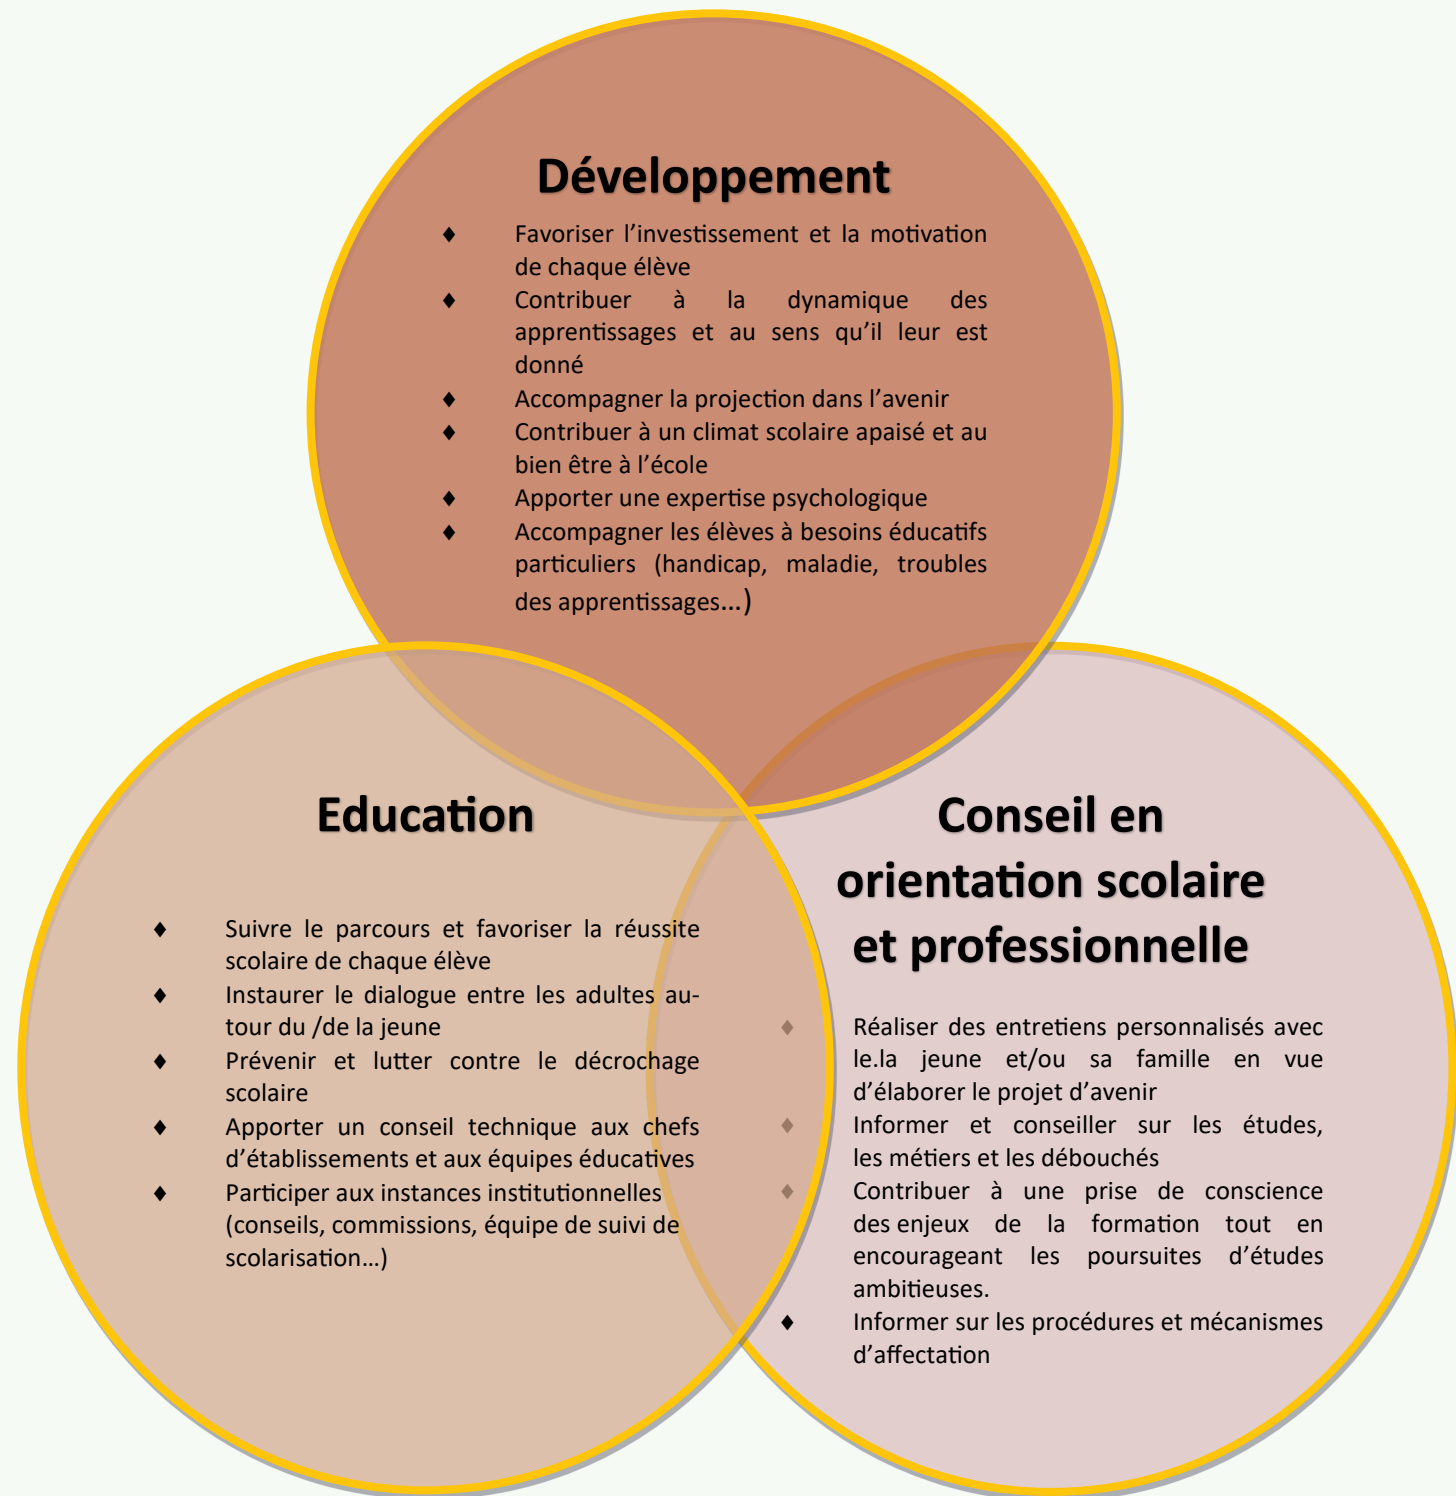 Développement
♦ Favoriser l’investissement et la motivation
de chaque élève
♦ Contribuer à la dynamique des
apprentissages et au sens qu’il leur est
donné
♦ Accompagner la projection dans l’avenir
♦ Contribuer à un climat scolaire apaisé et au
bien être à l’école
♦ Apporter une expertise psychologique
♦ Accompagner les élèves à besoins éducatifs
particuliers (handicap, maladie, troubles
des apprentissages...)
Education
♦ Suivre le parcours et favoriser la réussite
scolaire de chaque élève
♦ Instaurer le dialogue entre les adultes au-
tour du /de la jeune
♦ Prévenir et lutter contre le décrochage
scolaire
♦ Apporter un conseil technique aux chefs
d’établissements et aux équipes éducatives
♦ Participer aux instances institutionnelles
(conseils, commissions, équipe de suivi de
scolarisation…)
Conseil en
orientation scolaire
et professionnelle
♦ Réaliser des entretiens personnalisés avec
le.la jeune et/ou sa famille en vue
d’élaborer le projet d’avenir
♦ Informer et conseiller sur les études,
les métiers et les débouchés
♦ Contribuer à une prise de conscience
des enjeux de la formation tout en
encourageant les poursuites d’études
ambitieuses.
♦ Informer sur les procédures et mécanismes
d’affectation